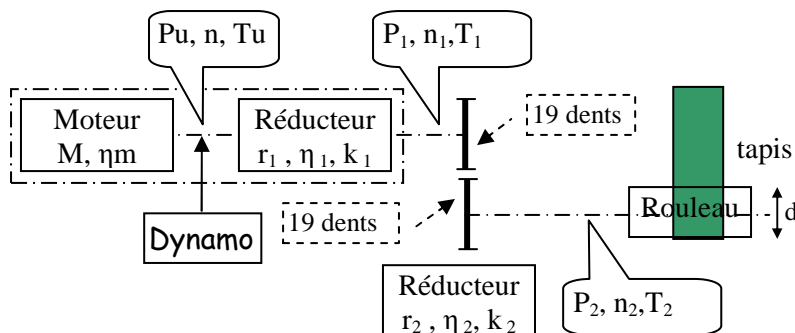 Pu, n, Tu
P₁, n₁,T₁
Moteur
M, ηm
Réducteur
r₁ , η₁, k₁
19 dents
tapis
Rouleau
d
19 dents
Dynamo
Réducteur
r₂ , η₂, k₂
P₂, n₂,T₂